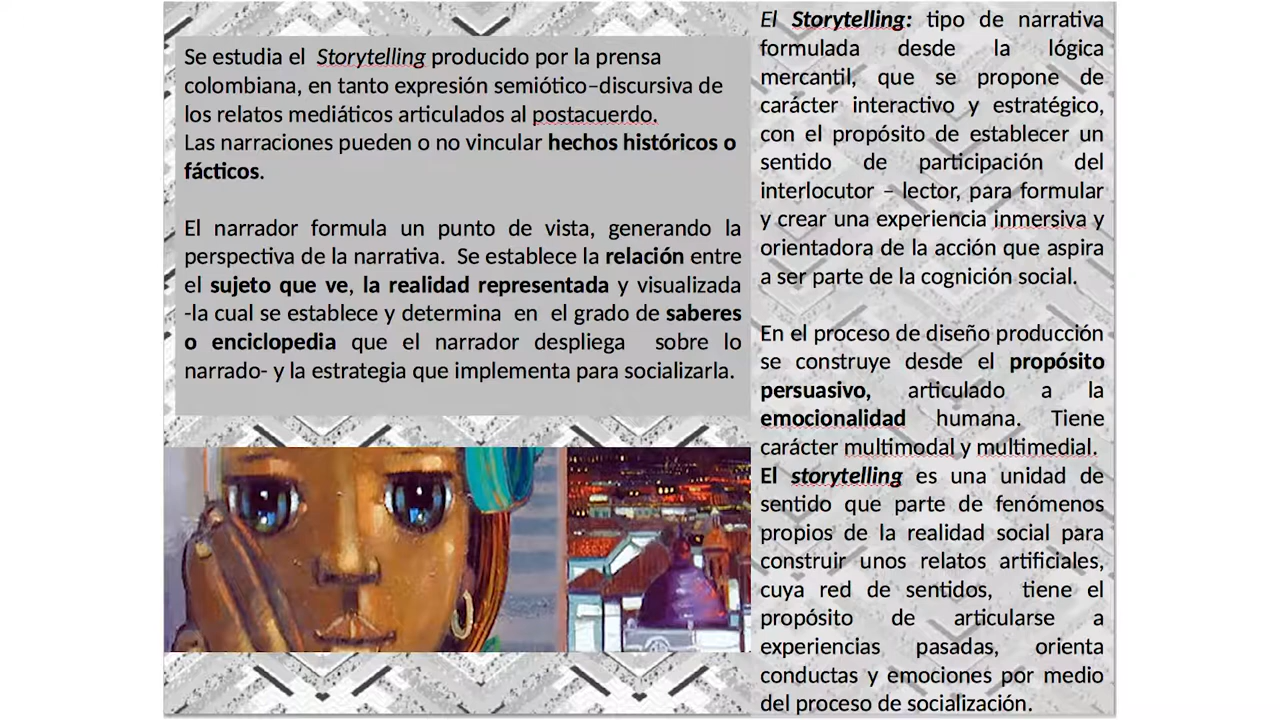 Se estudia el Storytelling producido por la prensa
colombiana, en tanto expresión semiótico–discursiva de
los relatos mediáticos articulados al postacuerdo.
Las narraciones pueden o no vincular hechos históricos o
fácticos.
El narrador formula un punto de vista, generando la
perspectiva de la narrativa. Se establece la relación entre
el sujeto que ve, la realidad representada y visualizada
-la cual se establece y determina en el grado de saberes
o enciclopedia que el narrador despliega sobre lo
narrado- y la estrategia que implementa para socializarla.
El Storytelling: tipo de narrativa
formulada desde la lógica
mercantil, que se propone de
carácter interactivo y estratégico,
con el propósito de establecer un
sentido de participación del
interlocutor – lector, para formular
y crear una experiencia inmersiva y
orientadora de la acción que aspira
a ser parte de la cognición social.
En el proceso de diseño producción
se construye desde el propósito
persuasivo, articulado a la
emocionalidad humana. Tiene
carácter multimodal y multimedial.
El storytelling es una unidad de
sentido que parte de fenómenos
propios de la realidad social para
construir unos relatos artificiales,
cuya red de sentidos, tiene el
propósito de articularse a
experiencias pasadas, orienta
conductas y emociones por medio
del proceso de socialización.